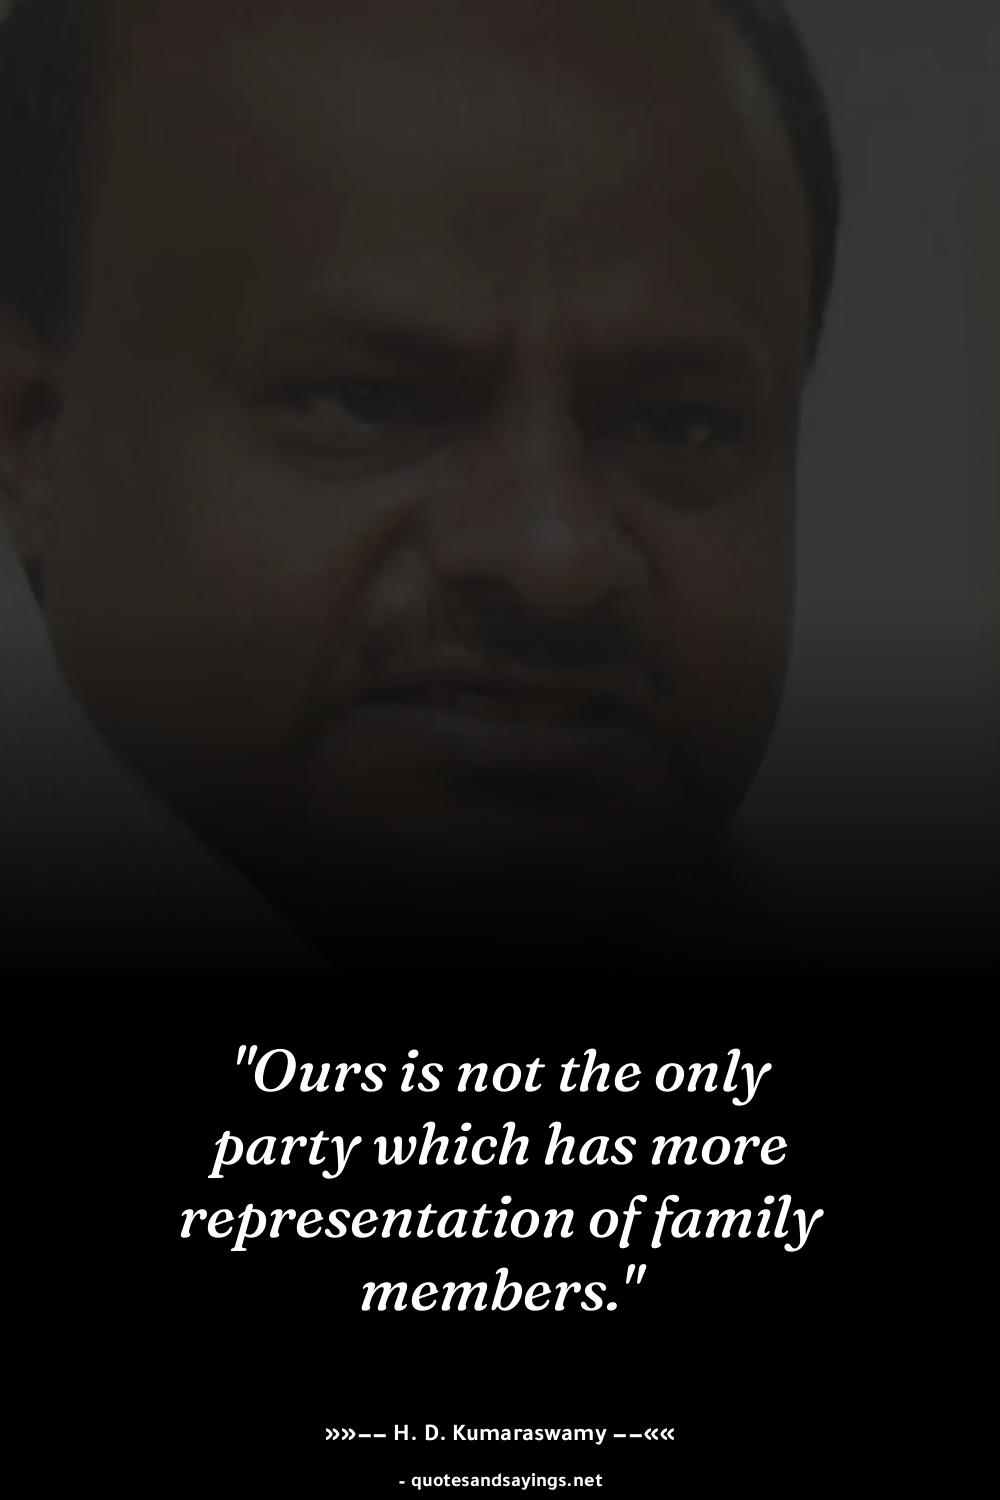 "Ours is not the only
party which has more
representation of family
members."
»»−− H. D. Kumaraswamy −−««
- quotesandsayings.net